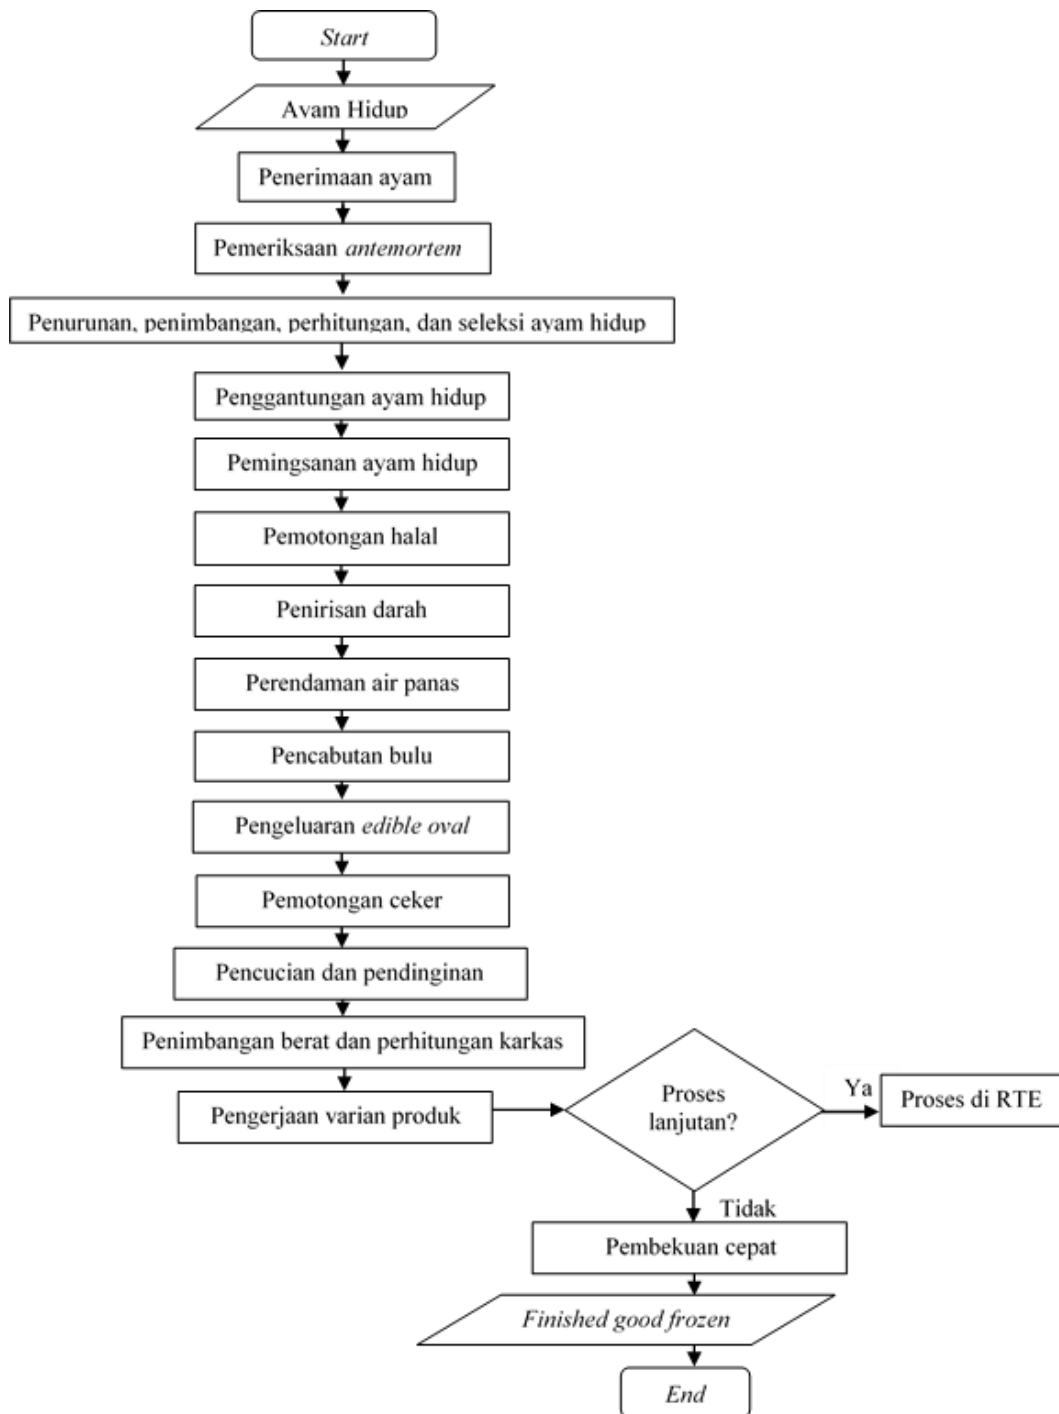 Start
Ayam Hidup
Penerimaan ayam
Pemeriksaan antemortem
Penurunan, penimbangan, perhitungan, dan seleksi ayam hidup
Penggantungan ayam hidup
Pemingsanan ayam hidup
Pemotongan halal
Penirisan darah
Perendaman air panas
Pencabutan bulu
Pengeluaran edible oval
Pemotongan ceker
Pencucian dan pendinginan
Penimbangan berat dan perhitungan karkas
Pengerjaan varian produk
Proses
lanjutan?
Ya
Proses di RTE
Tidak
Pembekuan cepat
Finished good frozen
End